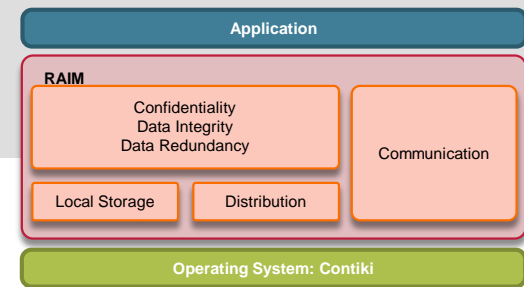 Application
RAIM
Confidentiality
Data Integrity
Data Redundancy
Communication
Local Storage
Distribution
Operating System: Contiki